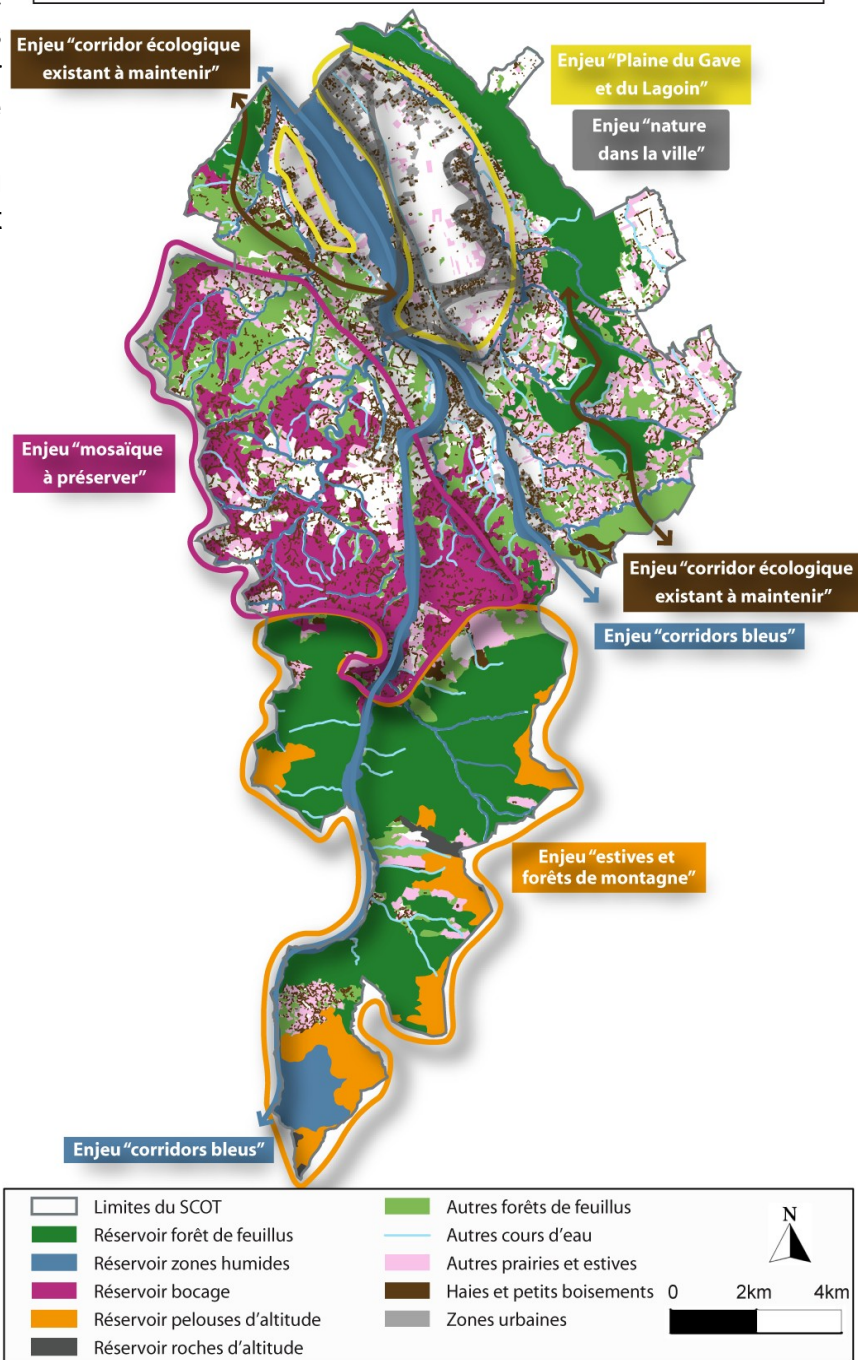 Enjeu “corridor écologique
existant à maintenir”
Enjeu “Plaine du Gave
et du Lagoin”
Enjeu “nature
dans la ville”
Enjeu “mosaïque
à préserver”
Enjeu “corridor écologique
existant à maintenir”
Enjeu “corridors bleus”
Enjeu “estives et
forêts de montagne”
Enjeu “corridors bleus”
Limites du SCOT
Réservoir forêt de feuillus
Réservoir zones humides
Réservoir bocage
Réservoir pelouses d'altitude
Réservoir roches d'altitude
Autres forêts de feuillus
Autres cours d'eau
Autres prairies et estives
Haies et petits boisements
Zones urbaines
N
0 2km 4km